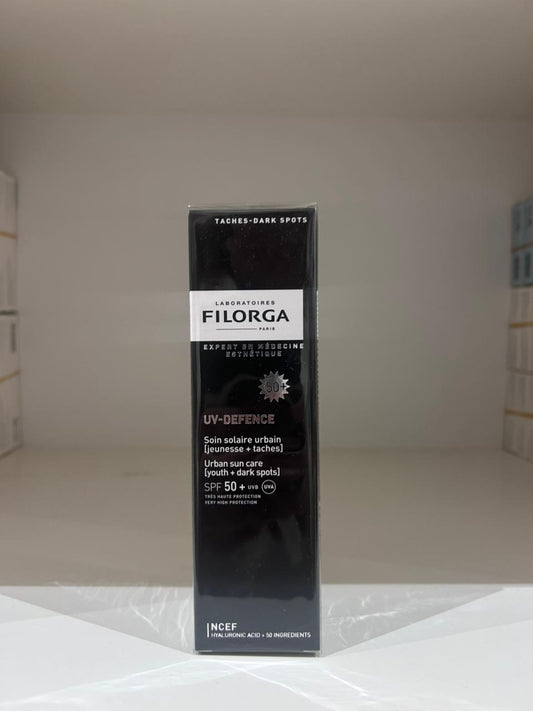 TACHES-DARK SPOTS
LABORATOIRES
FILORGA
PARIS
EXPERT EN MÉDECINE
ESTHÉTIQUE
50+
UV-DEFENCE
Soin solaire urbain
[jeunesse + taches]
Urban sun care
[youth + dark spots]
SPF 50 + UVB UVA
TRÈS HAUTE PROTECTION
VERY HIGH PROTECTION
NCEF
HYALURONIC ACID + 50 INGREDIENTS